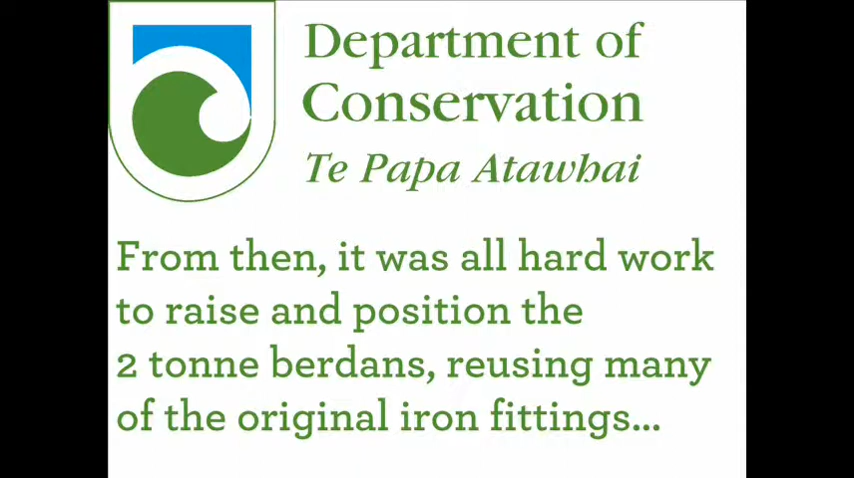 Department of
Conservation
Te Papa Atawhai
From then, it was all hard work
to raise and position the
2 tonne berdans, reusing many
of the original iron fittings...